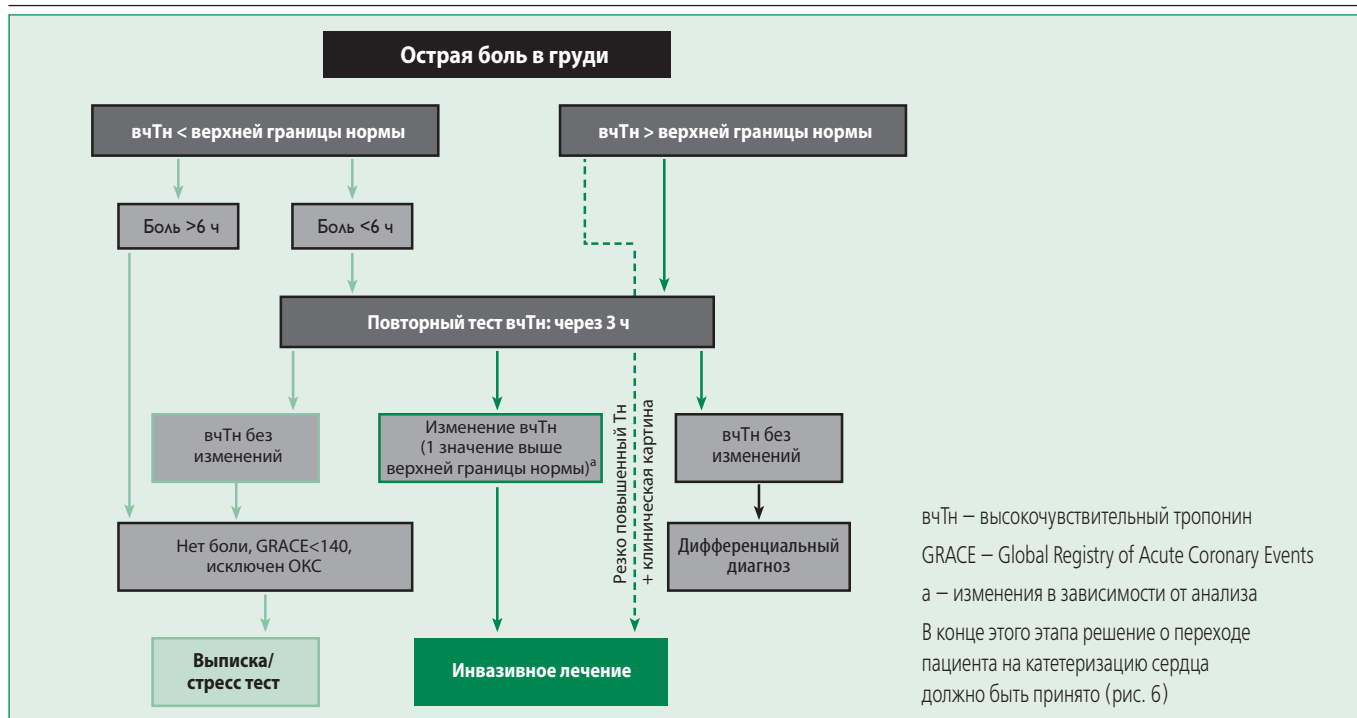 Острая боль в груди
вчТн < верхней границы нормы
вчТн > верхней границы нормы
Боль >6 ч
Боль <6 ч
Повторный тест вчТн: через 3 ч
вчТн без
изменений
Изменение вчТн
(1 значение выше
верхней границы нормы)а
Резко повышенный Тн
+ клиническая картина
вчТн без
изменений
Нет боли, GRACE<140,
исключен ОКС
Дифференциальный
диагноз
Выписка/
стресс тест
Инвазивное лечение
вчТн – высокочувствительный тропонин
GRACE – Global Registry of Acute Coronary Events
а – изменения в зависимости от анализа
В конце этого этапа решение о переходе
пациента на катетеризацию сердца
должно быть принято (рис. 6)